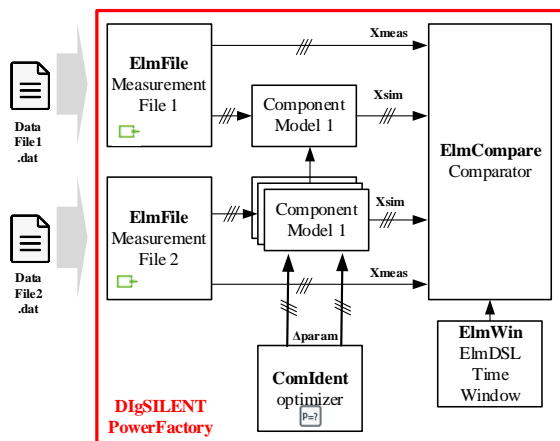 Data
File1
.dat
ElmFile
Measurement
File 1
Xmeas
Component
Model 1
Xsim
ElmCompare
Comparator
Data
File2
.dat
ElmFile
Measurement
File 2
Component
Model 1
Xsim
Xmeas
Δparam
ComIdent
optimizer
P=?
ElmWin
ElmDSL
Time
Window
DIgSILENT
PowerFactory